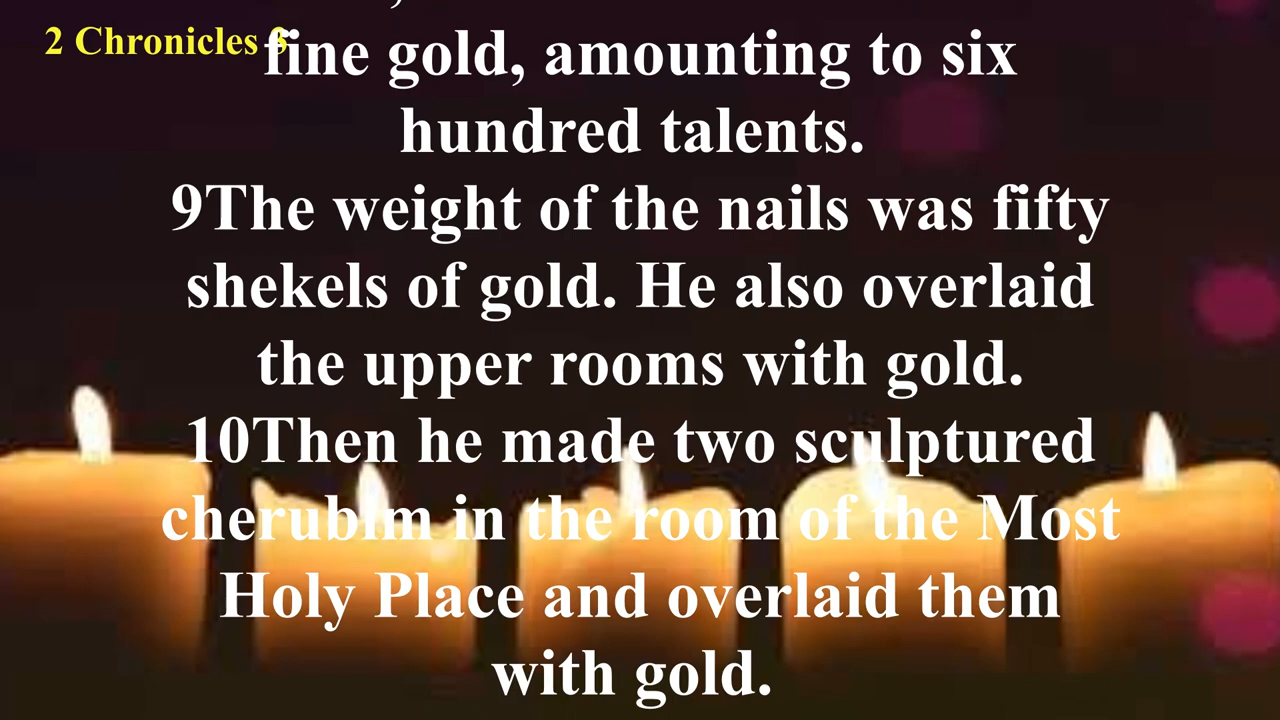 2 Chronicles 3
fine gold, amounting to six
hundred talents.
9The weight of the nails was fifty
shekels of gold. He also overlaid
the upper rooms with gold.
10Then he made two sculptured
cherubim in the room of the Most
Holy Place and overlaid them
with gold.